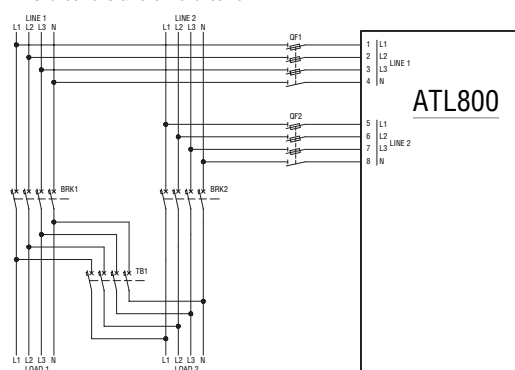 LINE 1
L1 L2 L3 N
LINE 2
L1 L2 L3 N
QF1
1 L1
2 L2
3 L3
4 N
LINE 1
ATL800
QF2
5 L1
6 L2
7 L3
8 N
LINE 2
BRK1
BRK2
TB1
L1 L2 L3 N
LOAD 1
L1 L2 L3 N
LOAD 2